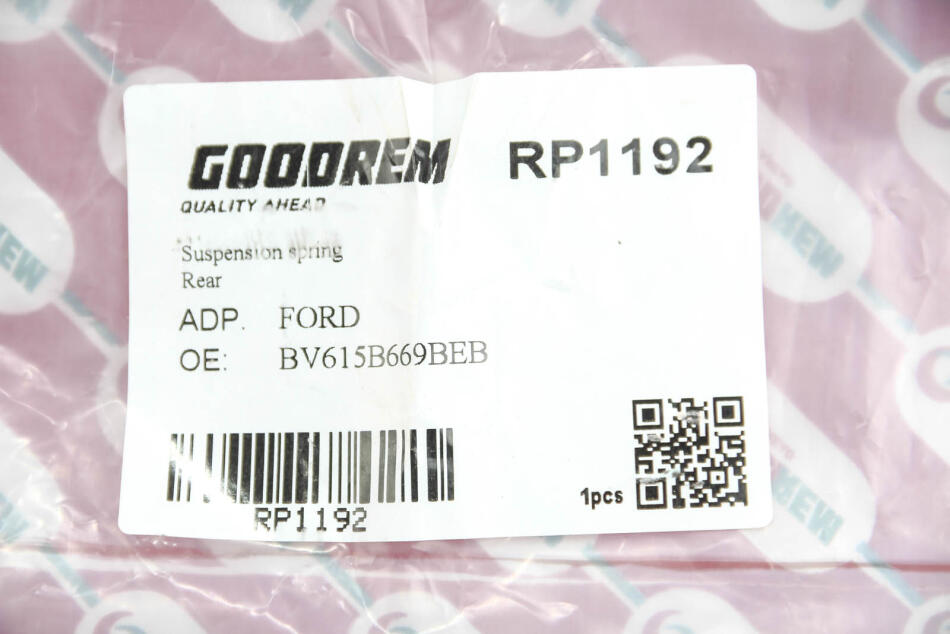 GOODREM
QUALITY AHEAD
RP1192
Suspension spring
Rear
ADP. FORD
OE: BV615B669BEB
RP1192
1pcs